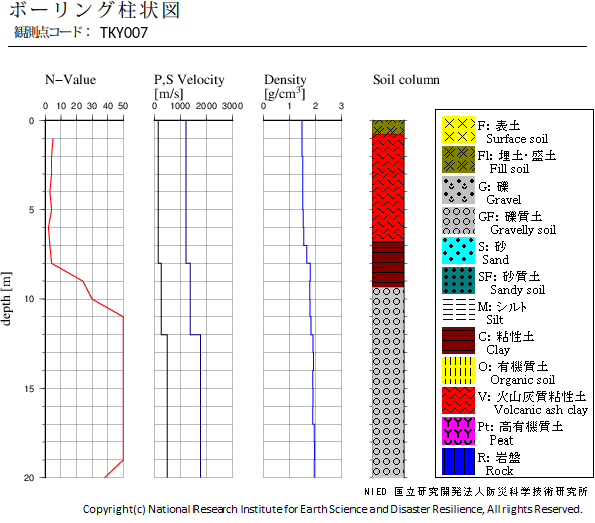 ボーリング柱状図
観測点コード： TKY007
N−Value
P,S Velocity
Density
Soil column
[m/s]
[g/cm³]
0 10 20 30 40 50
0 1000 2000 3000
0 1 2 3
depth [m]
0
5
10
15
20
F: 表土
Surface soil
Fl: 埋土・盛土
Fill soil
G: 礫
Gravel
GF: 礫質土
Gravelly soil
S: 砂
Sand
SF: 砂質土
Sandy soil
M: シルト
Silt
C: 粘性土
Clay
O: 有機質土
Organic soil
V: 火山灰質粘性土
Volcanic ash clay
Pt: 高有機質土
Peat
R: 岩盤
Rock
NIED 国立研究開発法人防災科学技術研究所
Copyright(c) National Research Institute for Earth Science and Disaster Resilience, All rights Reserved.